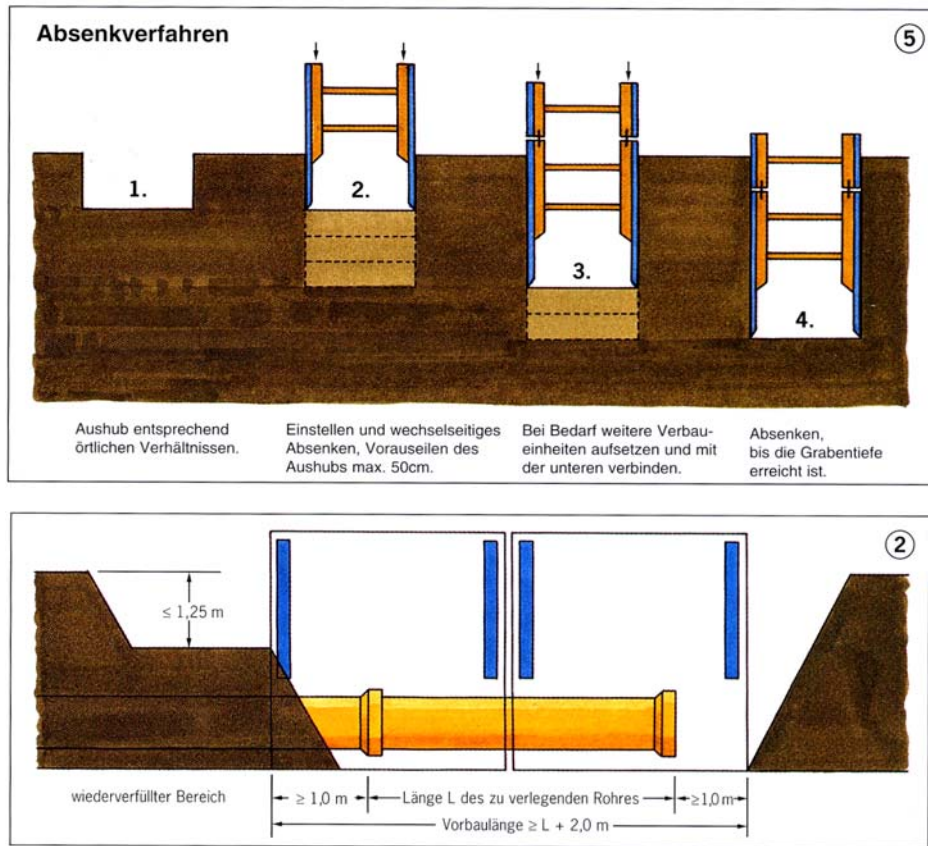 Absenkverfahren
5
1.
2.
3.
4.
Aushub entsprechend
örtlichen Verhältnissen.
Einstellen und wechselseitiges
Absenken, Vorauseilen des
Aushubs max. 50cm.
Bei Bedarf weitere Verbau-
einheiten aufsetzen und mit
der unteren verbinden.
Absenken,
bis die Grabentiefe
erreicht ist.
2
≤ 1,25 m
wiederverfüllter Bereich
≥ 1,0 m
Länge L des zu verlegenden Rohres
≥1,0 m
Vorbaulänge ≥ L + 2,0 m